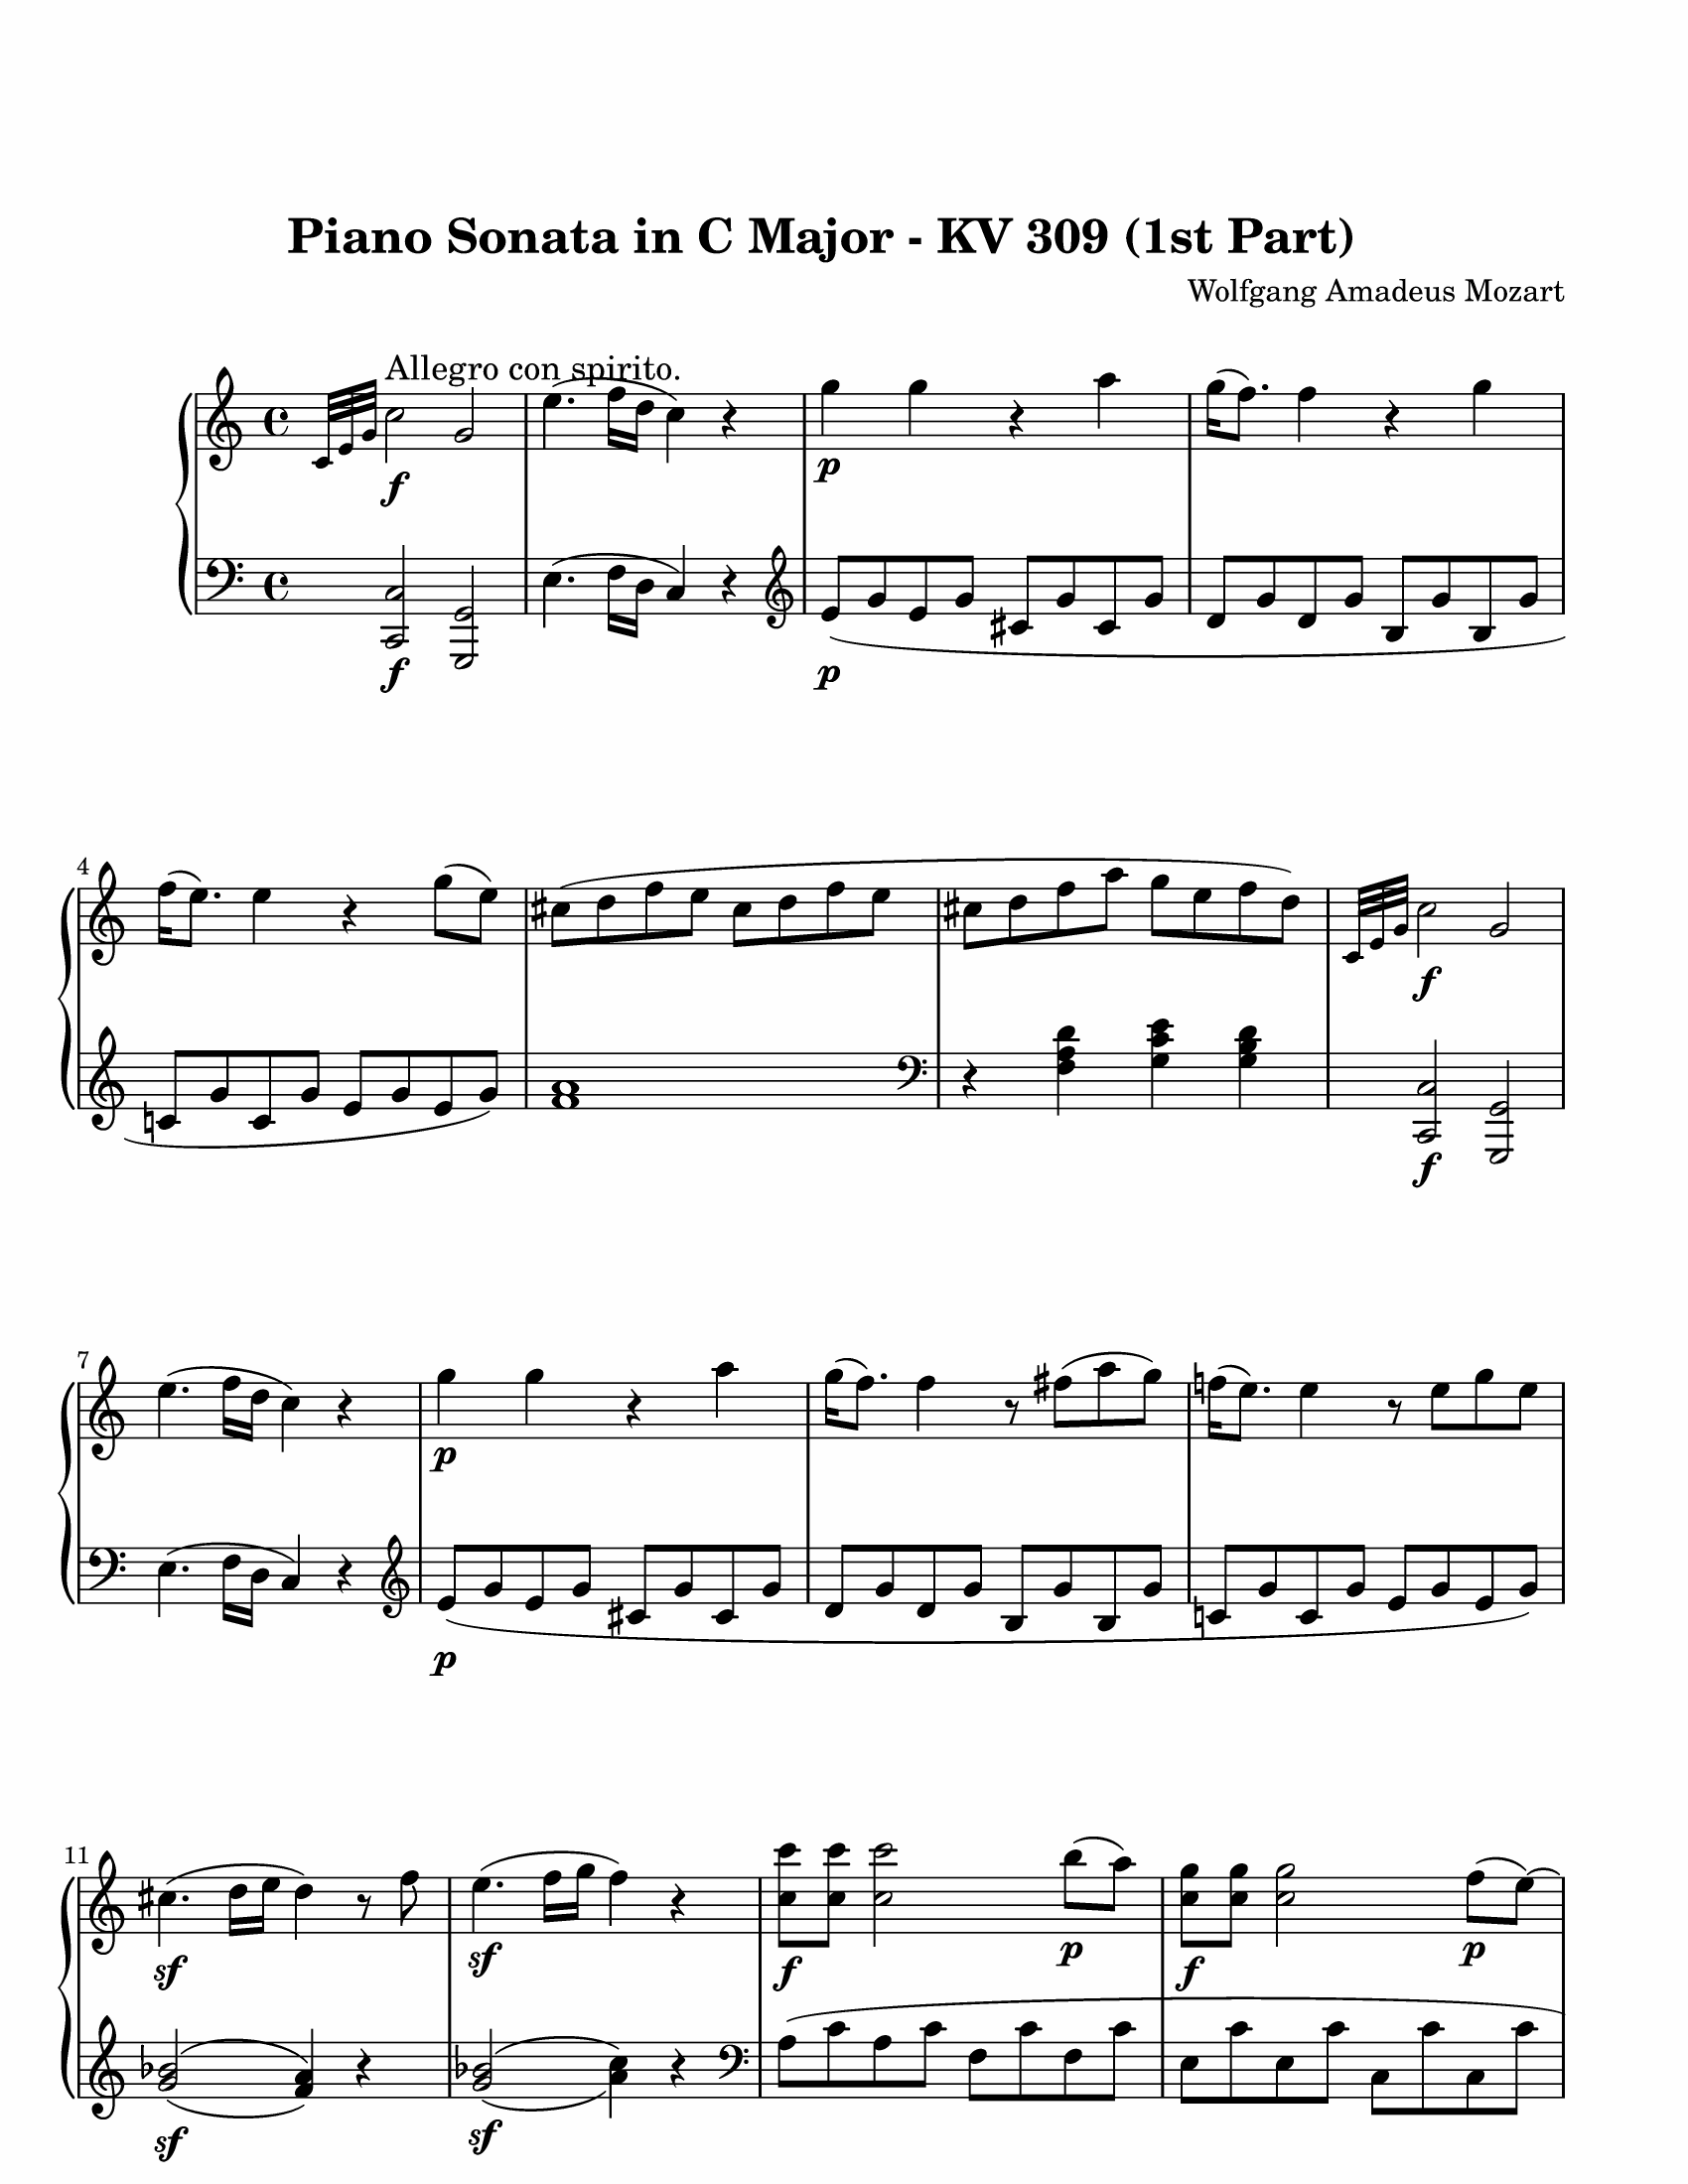 Piano Sonata in C Major - KV 309 (1st Part)
Wolfgang Amadeus Mozart
Allegro con spirito.
f
f
p
p
4
f
f
7
p
p
11
sf
sf
f
p
f
p
sf
sf